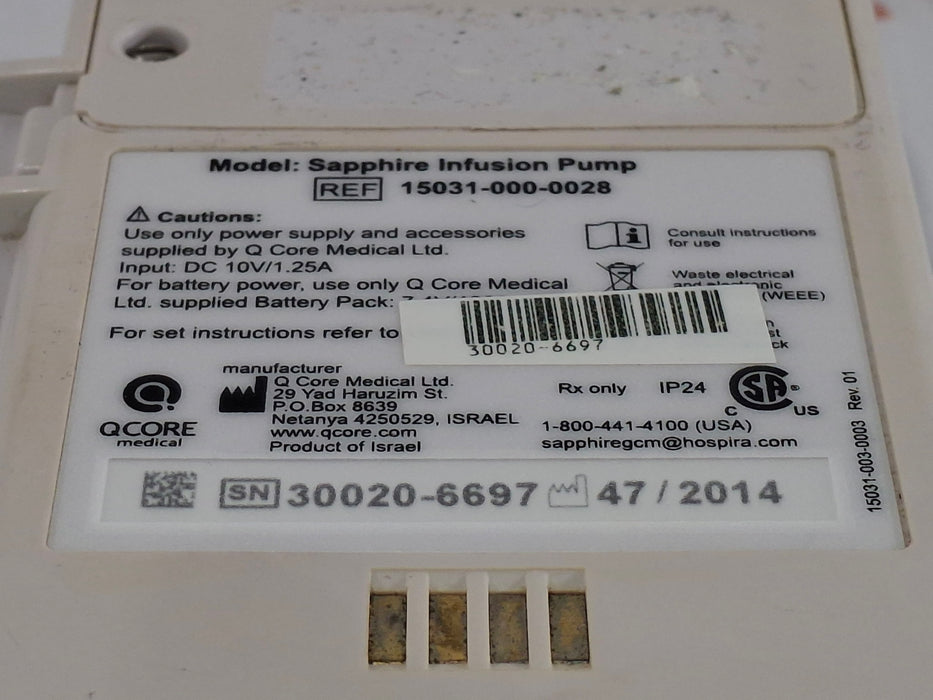 Model: Sapphire Infusion Pump
REF 15031-000-0028
Cautions:
Use only power supply and accessories
supplied by Q Core Medical Ltd.
Input: DC 10V/1.25A
For battery power, use only Q Core Medical
Ltd. supplied Battery Pack:
For set instructions refer to
Consult instructions
for use
Waste electrical
and electronic
(WEEE)
30020-6697
manufacturer
Q Core Medical Ltd.
29 Yad Haruzim St.
P.O.Box 8639
Netanya 4250529, ISRAEL
www.qcore.com
Product of Israel
QCORE
medical
Rx only IP24
SA
C US
1-800-441-4100 (USA)
sapphiregcm@hospira.com
15031-003-0003 Rev. 01
SN 30020-6697 47 / 2014